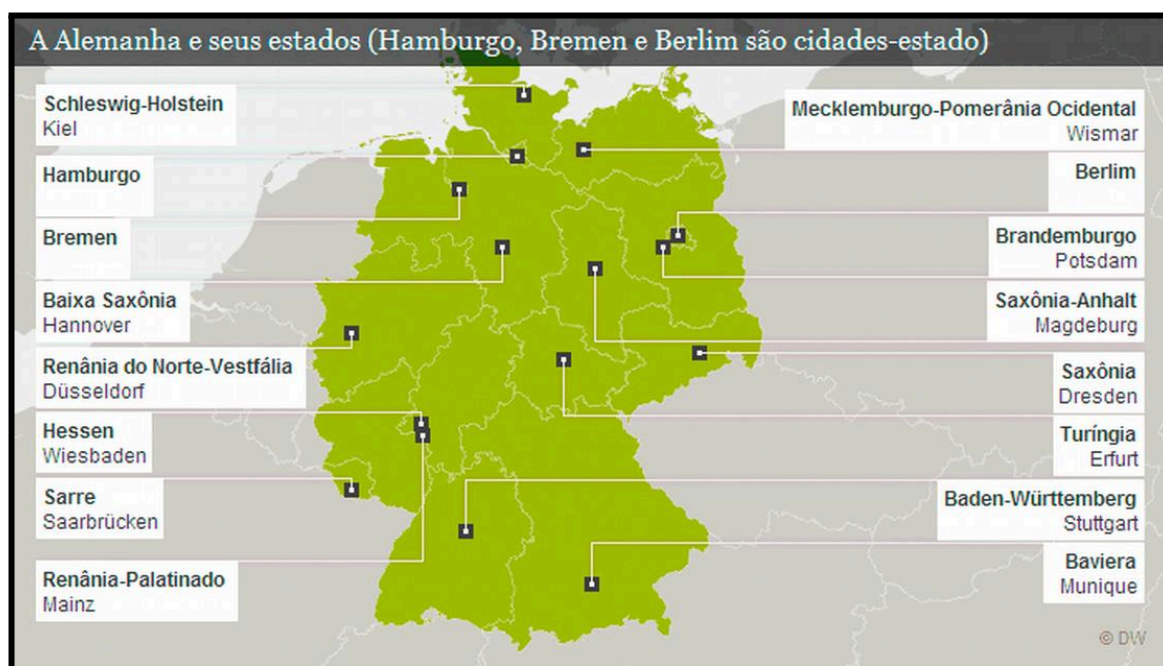 A Alemanha e seus estados (Hamburgo, Bremen e Berlim são cidades-estado)
Schleswig-Holstein
Kiel
Hamburgo
Bremen
Baixa Saxônia
Hannover
Renânia do Norte-Vestfália
Düsseldorf
Hessen
Wiesbaden
Sarre
Saarbrücken
Renânia-Palatinado
Mainz
Mecklemburgo-Pomerânia Ocidental
Wismar
Berlim
Brandemburgo
Potsdam
Saxônia-Anhalt
Magdeburg
Saxônia
Dresden
Turíngia
Erfurt
Baden-Württemberg
Stuttgart
Baviera
Munique
© DW